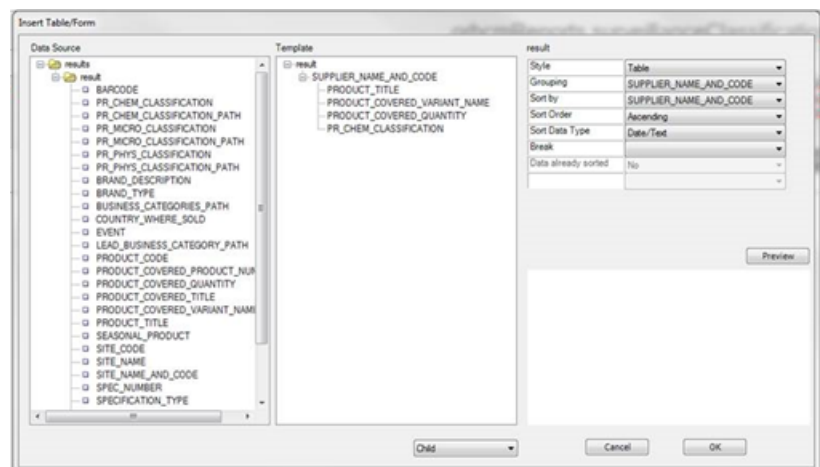 Insert Table/Form
Data Source
results
result
BARCODE
PR_CHEM_CLASSIFICATION
PR_CHEM_CLASSIFICATION_PATH
PR_MICRO_CLASSIFICATION
PR_MICRO_CLASSIFICATION_PATH
PR_PHYS_CLASSIFICATION
PR_PHYS_CLASSIFICATION_PATH
BRAND_DESCRIPTION
BRAND_TYPE
BUSINESS_CATEGORIES_PATH
COUNTRY_WHERE_SOLD
EVENT
LEAD_BUSINESS_CATEGORY_PATH
PRODUCT_CODE
PRODUCT_COVERED_PRODUCT_NUM
PRODUCT_COVERED_QUANTITY
PRODUCT_COVERED_TITLE
PRODUCT_COVERED_VARIANT_NAME
PRODUCT_TITLE
SEASONAL_PRODUCT
SITE_CODE
SITE_NAME
SITE_NAME_AND_CODE
SPEC_NUMBER
SPECIFICATION_TYPE
Template
result
SUPPLIER_NAME_AND_CODE
PRODUCT_TITLE
PRODUCT_COVERED_VARIANT_NAME
PRODUCT_COVERED_QUANTITY
PR_CHEM_CLASSIFICATION
result
Style Table
Grouping SUPPLIER_NAME_AND_CODE
Sort by SUPPLIER_NAME_AND_CODE
Sort Order Ascending
Sort Data Type Date/Text
Break
Data already sorted No
Preview
Child
Cancel
OK